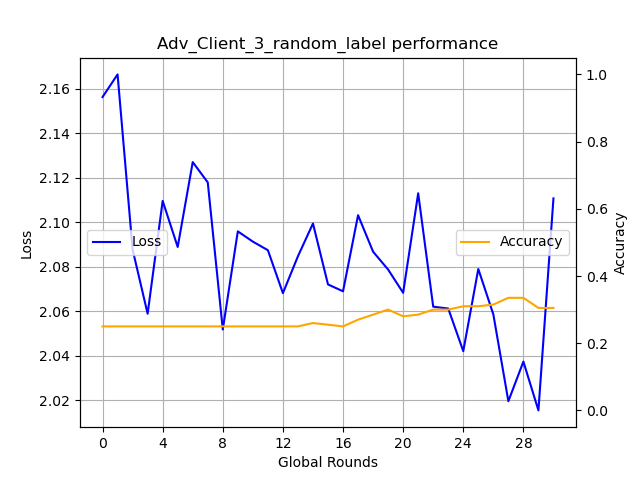 Adv_Client_3_random_label performance
2.16
2.14
2.12
2.10
2.08
2.06
2.04
2.02
Loss
Loss
Accuracy
1.0
0.8
0.6
0.4
0.2
0.0
Accuracy
0 4 8 12 16 20 24 28
Global Rounds